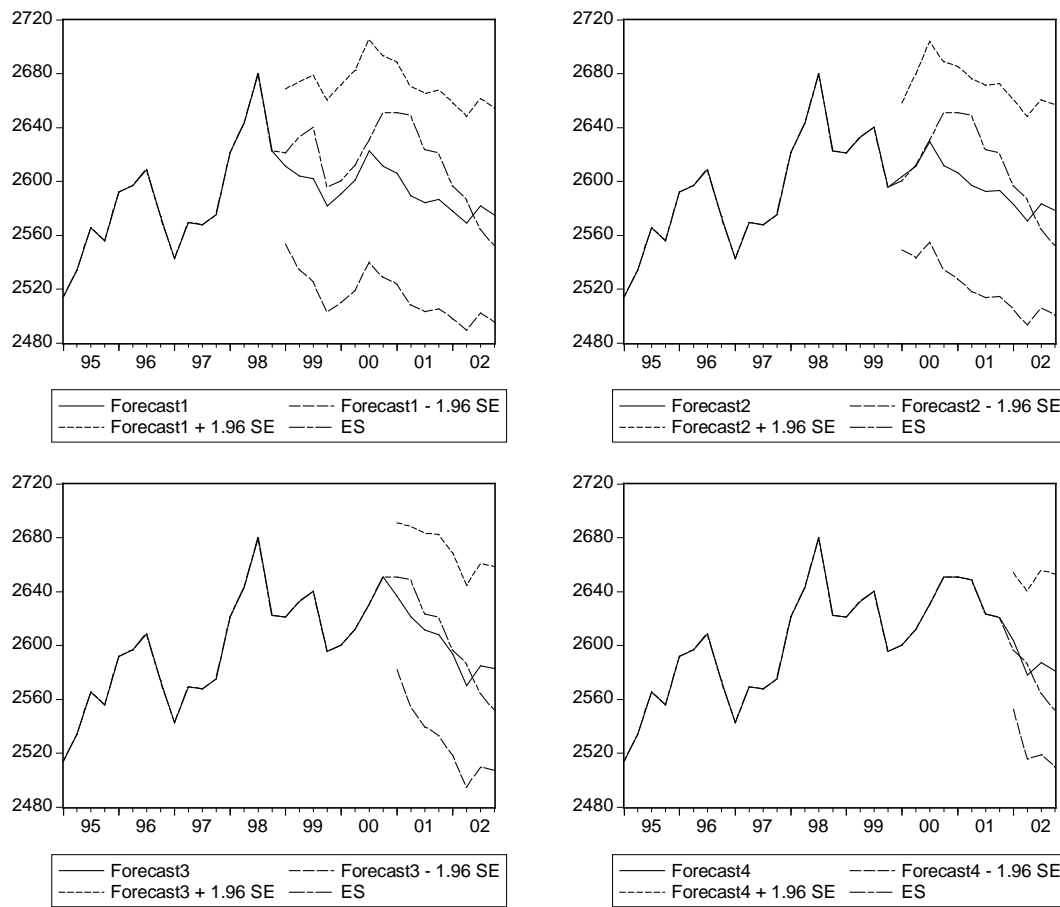 2720
2680
2640
2600
2560
2520
2480
95 96 97 98 99 00 01 02
Forecast1 Forecast1 - 1.96 SE
Forecast1 + 1.96 SE ES
2720
2680
2640
2600
2560
2520
2480
95 96 97 98 99 00 01 02
Forecast2 Forecast2 - 1.96 SE
Forecast2 + 1.96 SE ES
2720
2680
2640
2600
2560
2520
2480
95 96 97 98 99 00 01 02
Forecast3 Forecast3 - 1.96 SE
Forecast3 + 1.96 SE ES
2720
2680
2640
2600
2560
2520
2480
95 96 97 98 99 00 01 02
Forecast4 Forecast4 - 1.96 SE
Forecast4 + 1.96 SE ES